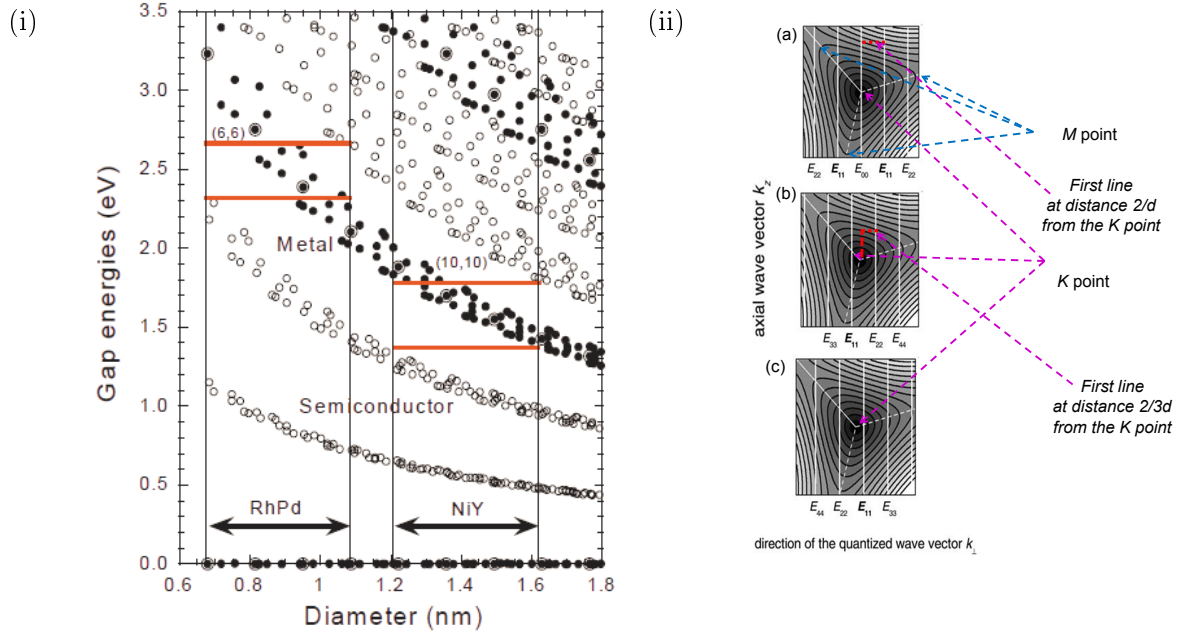 (i)
3.5
3.0
2.5
2.0
1.5
1.0
0.5
0.0
Gap energies (eV)
(6,6)
Metal
(10,10)
Semiconductor
RhPd
NiY
0.6
0.8
1
1.2
1.4
1.6
1.8
Diameter (nm)
(ii)
(a)
E22 E11 E00 E11 E22
(b)
E33 E11 E22 E44
(c)
E44 E22 E11 E33
axial wave vector kz
direction of the quantized wave vector k⊥
M point
First line
at distance 2/d
from the K point
K point
First line
at distance 2/3d
from the K point